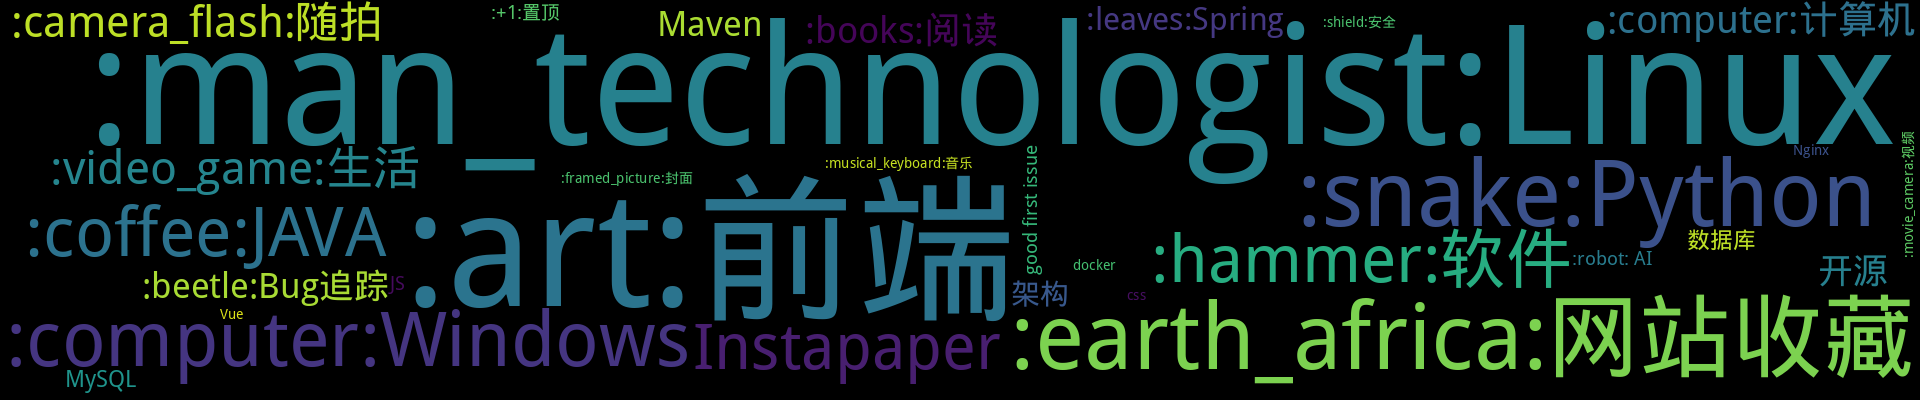 :camera_flash:随拍
:+1:置顶
Maven
:books:阅读
:leaves:Spring
:shield:安全
:computer:计算机
:man_technologist:Linux
:video_game:生活
:framed_picture:封面
:musical_keyboard:音乐
good first issue
Nginx
:movie_camera:视频
:coffee:JAVA
:art:前端
:snake:Python
:hammer:软件
:robot: AI
数据库
docker
开源
:beetle:Bug追踪
JS
架构
css
Vue
:computer:Windows
Instapaper
:earth_africa:网站收藏
MySQL